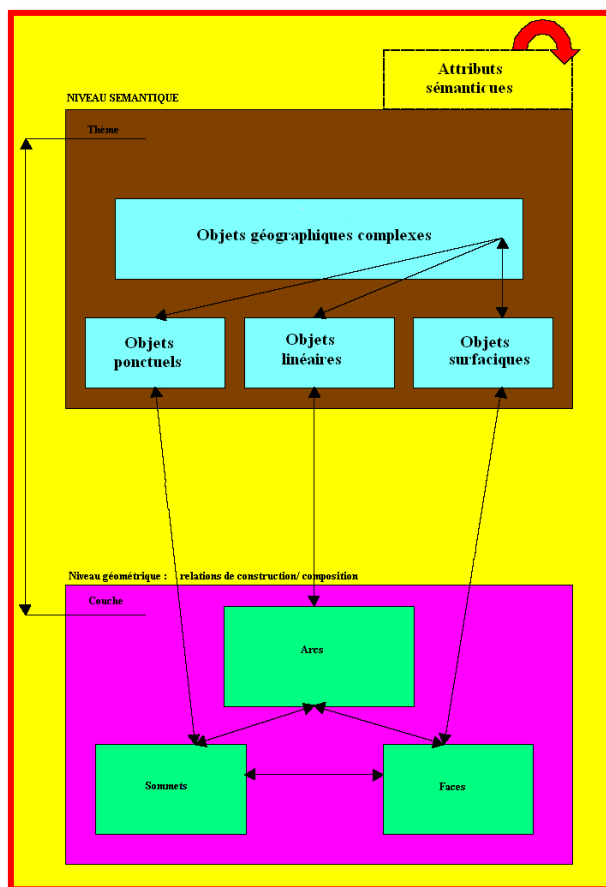 Attributs
sémanticues
NIVEAU SEMANTIQUE
Thème
Objets géographiques complexes
Objets
ponctuels
Objets
linéaires
Objets
surfaciques
Niveau géométrique : relations de construction/ composition
Couche
Arcs
Sommets
Faces